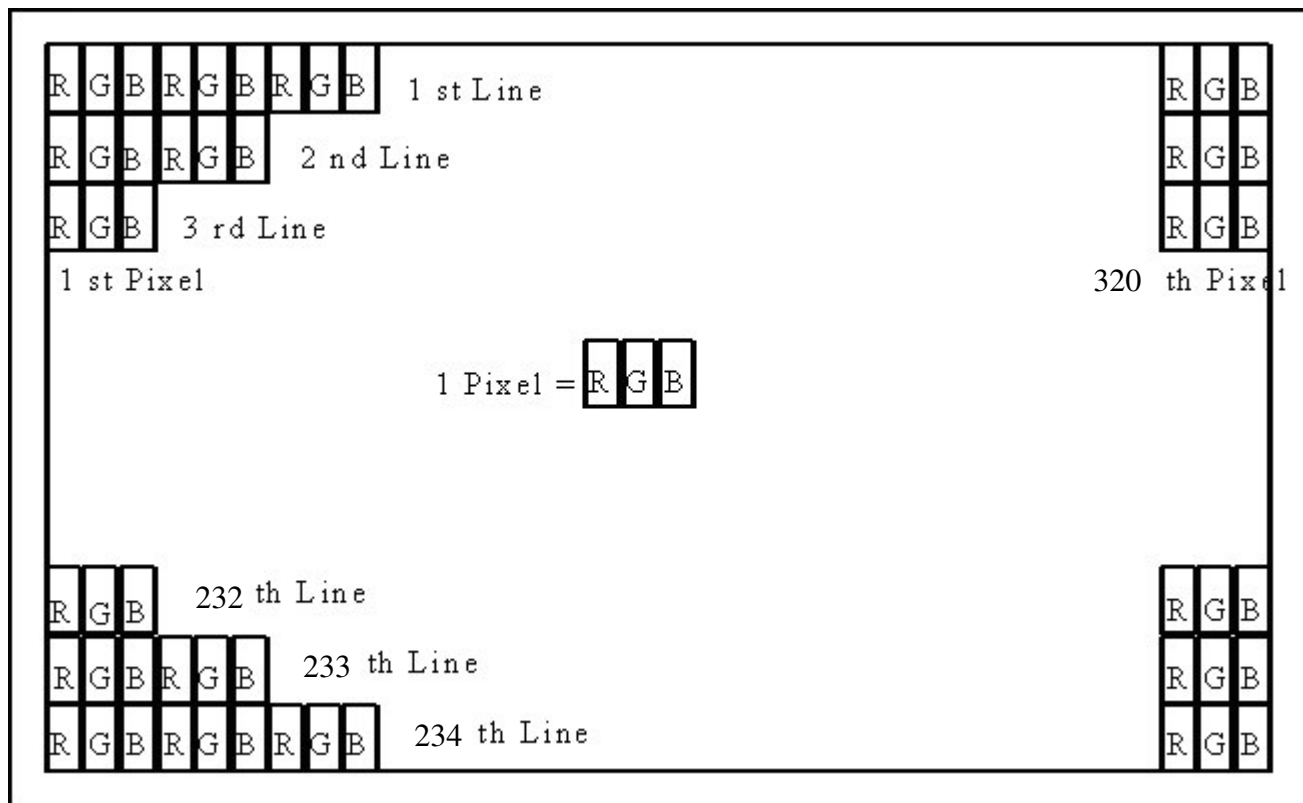 R G B R G B R G B 1 st Line R G B
R G B R G B 2 nd Line R G B
R G B 3 rd Line R G B
1 st Pixel 320 th Pixel
1 Pixel = R G B
R G B 232 th Line R G B
R G B R G B 233 th Line R G B
R G B R G B R G B 234 th Line R G B